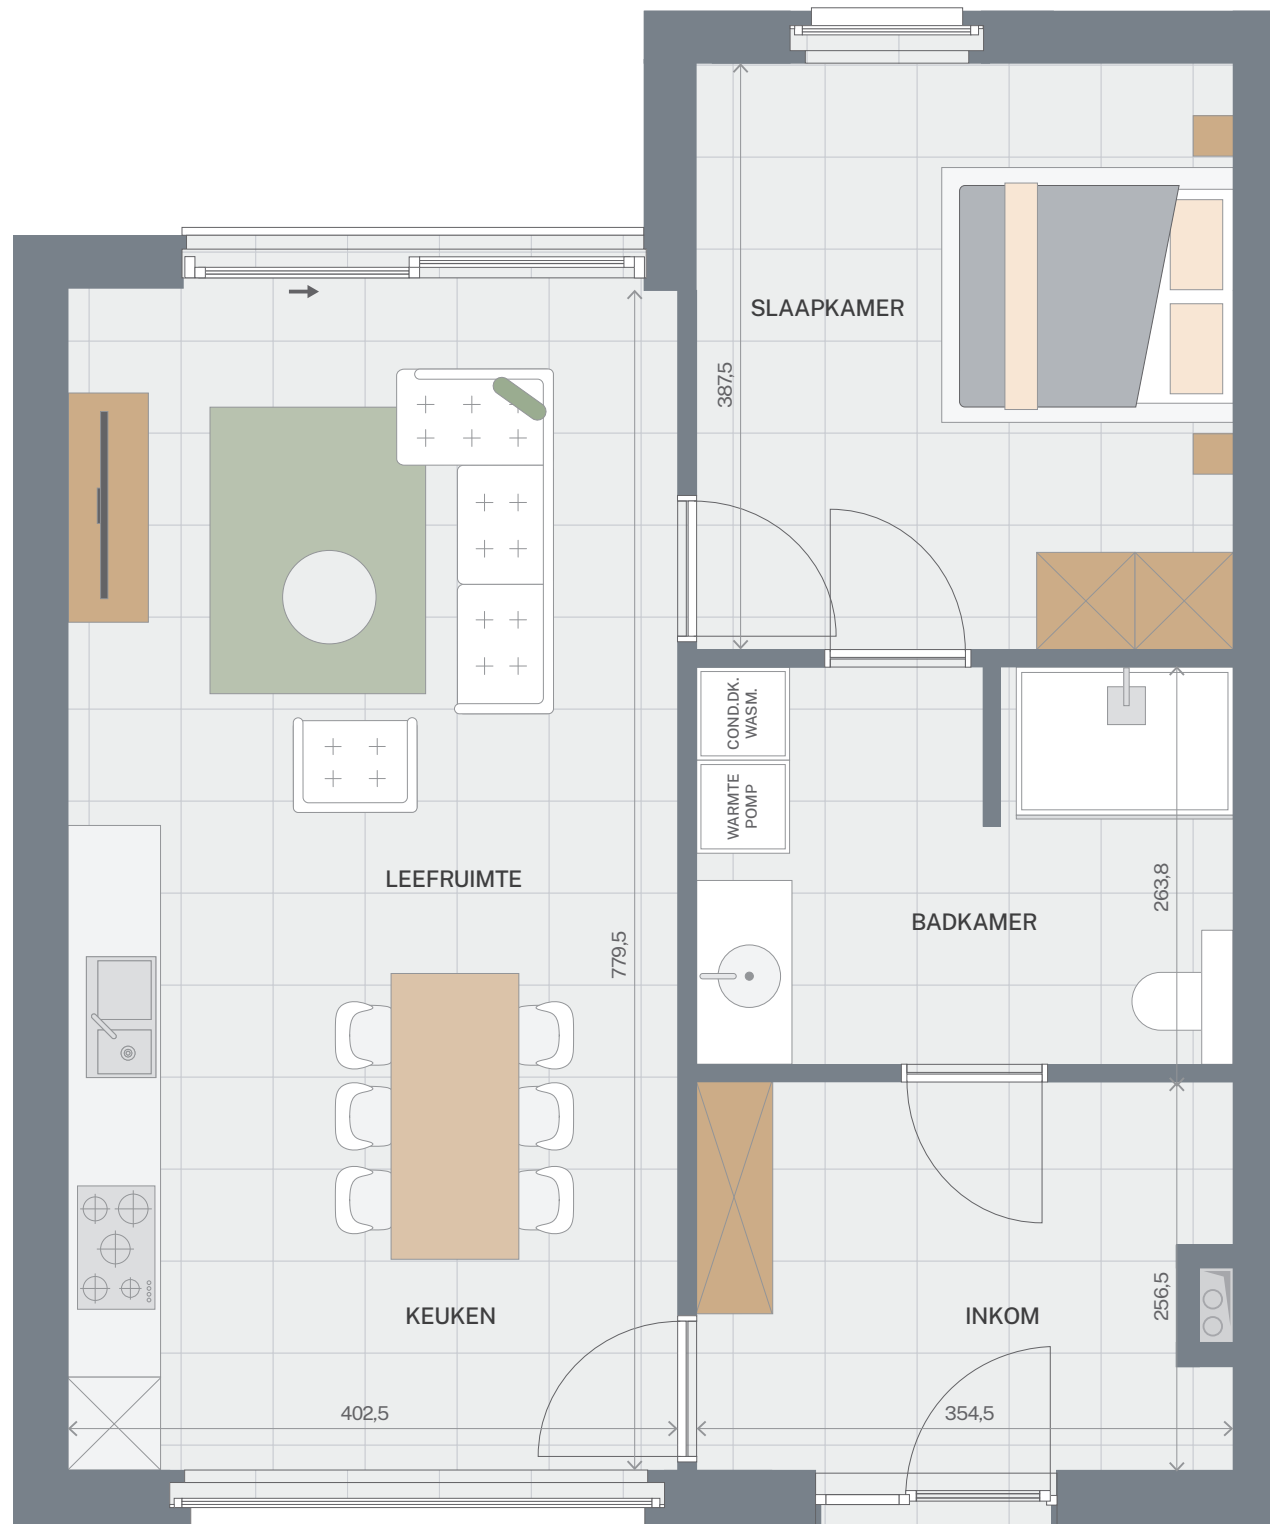 SLAAPKAMER
387,5
COND.DK.
WASM.
WARMTE
POMP
LEEFRUIMTE
263,8
BADKAMER
779,5
256,5
KEUKEN
INKOM
402,5
354,5